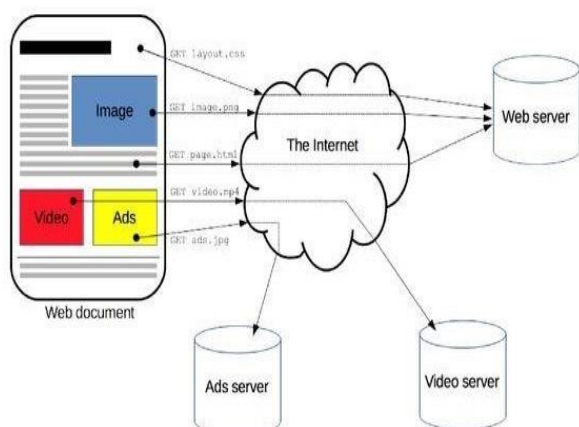 GET layout.css
Image
GET image.png
The Internet
Web server
GET page.html
GET video.mp4
Video
Ads
GET ads.jpg
Web document
Ads server
Video server